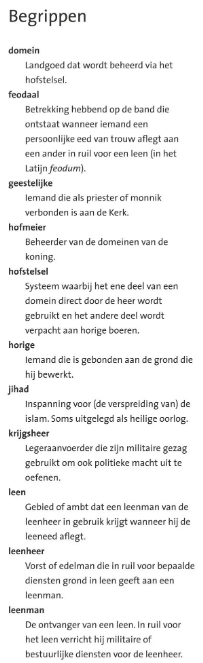 Begrippen
domein
Landgoed dat wordt beheerd via het
hofstelsel.
feodaal
Betrekking hebbend op de band die
ontstaat wanneer iemand een
persoonlijke eed van trouw aflegt aan
een ander in ruil voor een leen (in het
Latijn feodum).
geestelijke
Iemand die als priester of monnik
verbonden is aan de Kerk.
hofmeier
Beheerder van de domeinen van de
koning.
hofstelsel
Systeem waarbij het ene deel van een
domein direct door de heer wordt
gebruikt en het andere deel wordt
verpacht aan horige boeren.
horige
Iemand die is gebonden aan de grond die
hij bewerkt.
jihad
Inspanning voor (de verspreiding van) de
islam. Soms uitgelegd als heilige oorlog.
krijgsheer
Legeraanvoerder die zijn militaire gezag
gebruikt om ook politieke macht uit te
oefenen.
leen
Gebied of ambt dat een leenman van de
leenheer in gebruik krijgt wanneer hij de
leeneed aflegt.
leenheer
Vorst of edelman die in ruil voor bepaalde
diensten grond in leen geeft aan een
leenman.
leenman
De ontvanger van een leen. In ruil voor
het leen verricht hij militaire of
bestuurlijke diensten voor de leenheer.